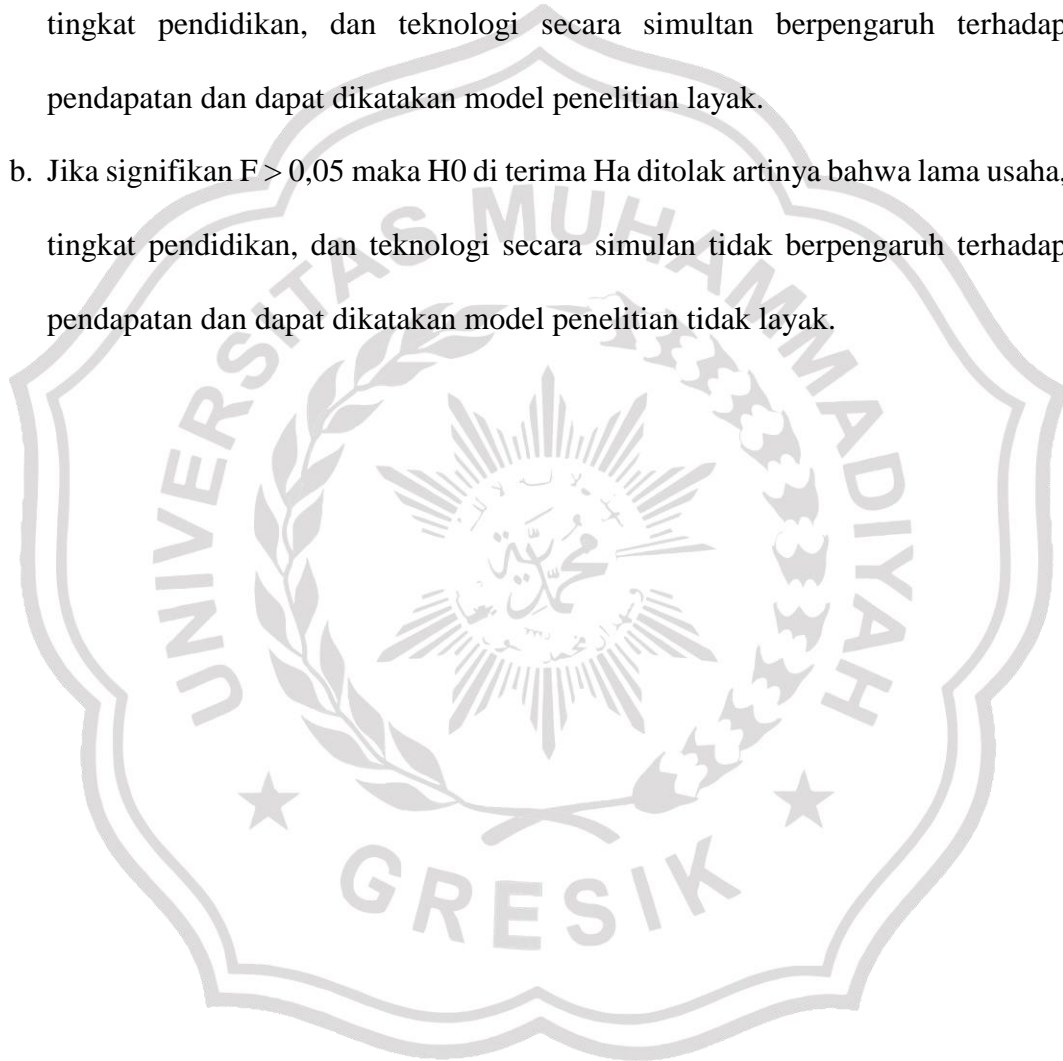 tingkat pendidikan, dan teknologi secara simultan berpengaruh terhadap
pendapatan dan dapat dikatakan model penelitian layak.
b. Jika signifikan F > 0,05 maka H0 di terima Ha ditolak artinya bahwa lama usaha,
tingkat pendidikan, dan teknologi secara simulan tidak berpengaruh terhadap
pendapatan dan dapat dikatakan model penelitian tidak layak.
UNIVERSITAS MUHAMMADIYAH
GRESIK